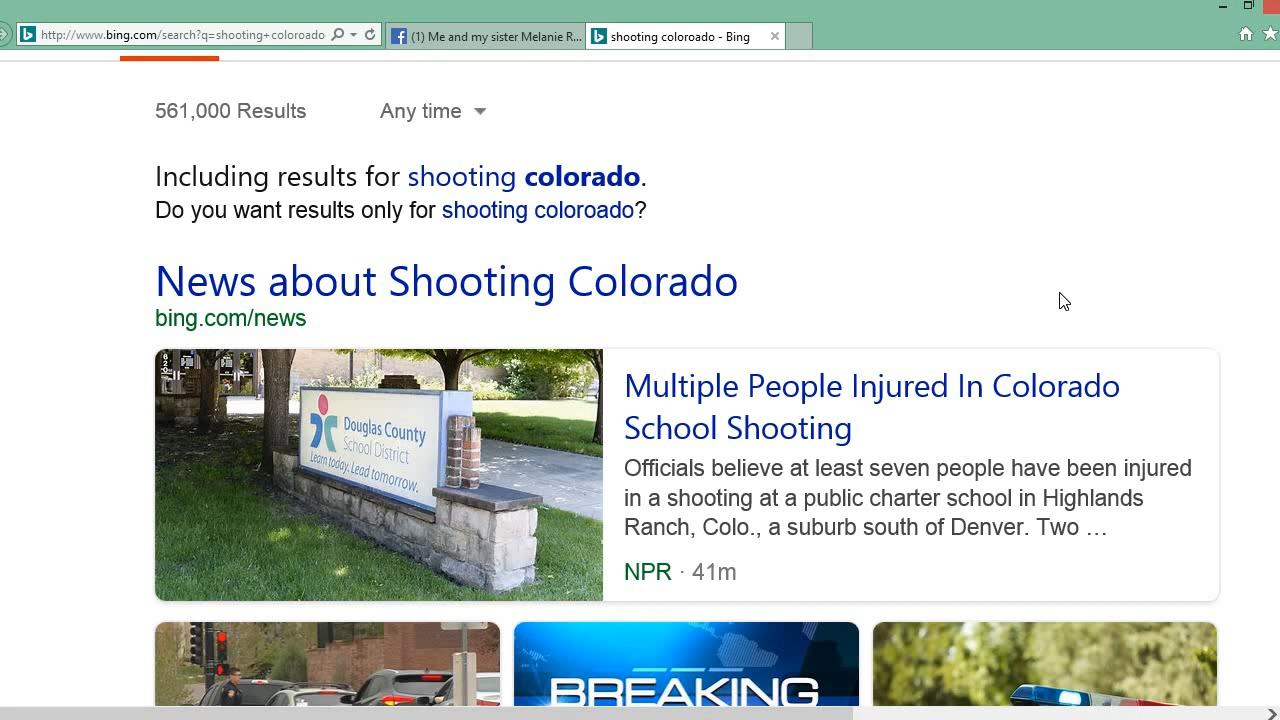 http://www.bing.com/search?q=shooting+coloroado
(1) Me and my sister Melanie R...
shooting coloroado - Bing
561,000 Results
Any time
Including results for shooting colorado.
Do you want results only for shooting coloroado?
News about Shooting Colorado
bing.com/news
Douglas County
School District
Learn today. Lead tomorrow.
Multiple People Injured In Colorado
School Shooting
Officials believe at least seven people have been injured
in a shooting at a public charter school in Highlands
Ranch, Colo., a suburb south of Denver. Two ...
NPR · 41m
BREAKING